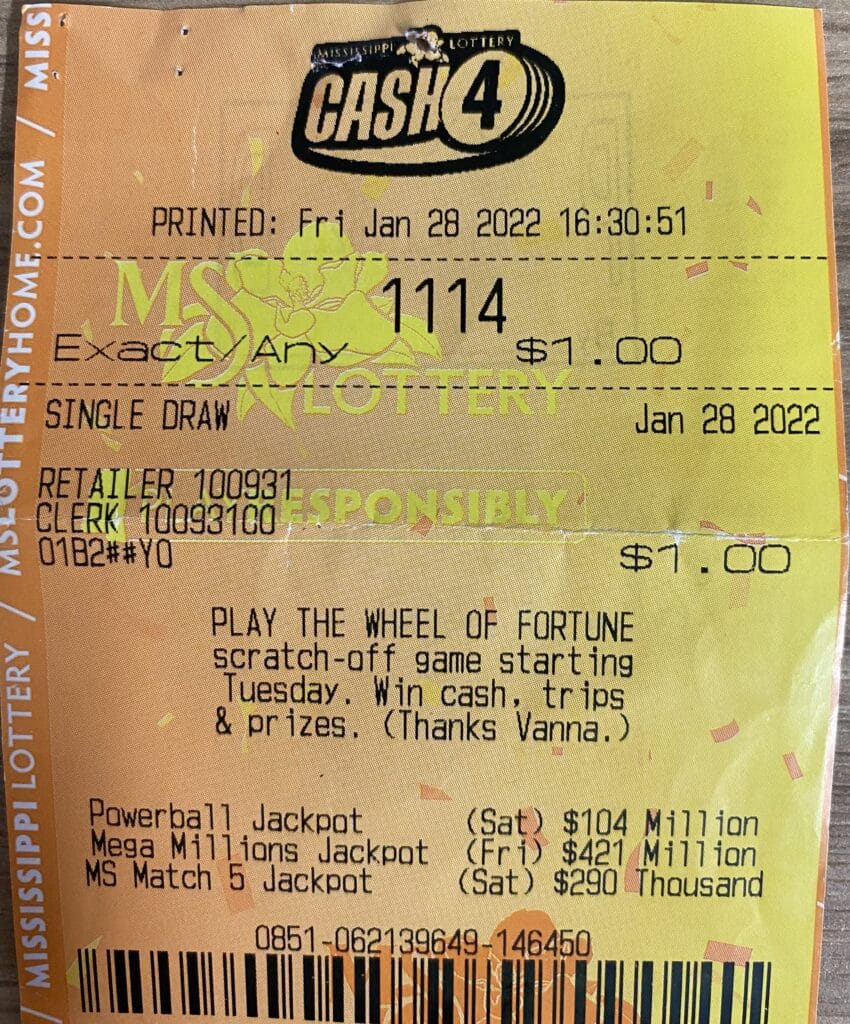 MISSISSIPPI LOTTERY
CASH 4
PRINTED: Fri Jan 28 2022 16:30:51
1114
Exact/Any $1.00
MS
LOTTERY
SINGLE DRAW Jan 28 2022
RETAILER 100931
RESPONSIBLY
CLERK 10093100
01B2##Y0 $1.00
PLAY THE WHEEL OF FORTUNE
scratch-off game starting
Tuesday. Win cash, trips
& prizes. (Thanks Vanna.)
Powerball Jackpot (Sat) $104 Million
Mega Millions Jackpot (Fri) $421 Million
MS Match 5 Jackpot (Sat) $290 Thousand
0851-062139649-146450
/ MISSISSIPPI LOTTERY / MSLOTTERYHOME.COM / MISS